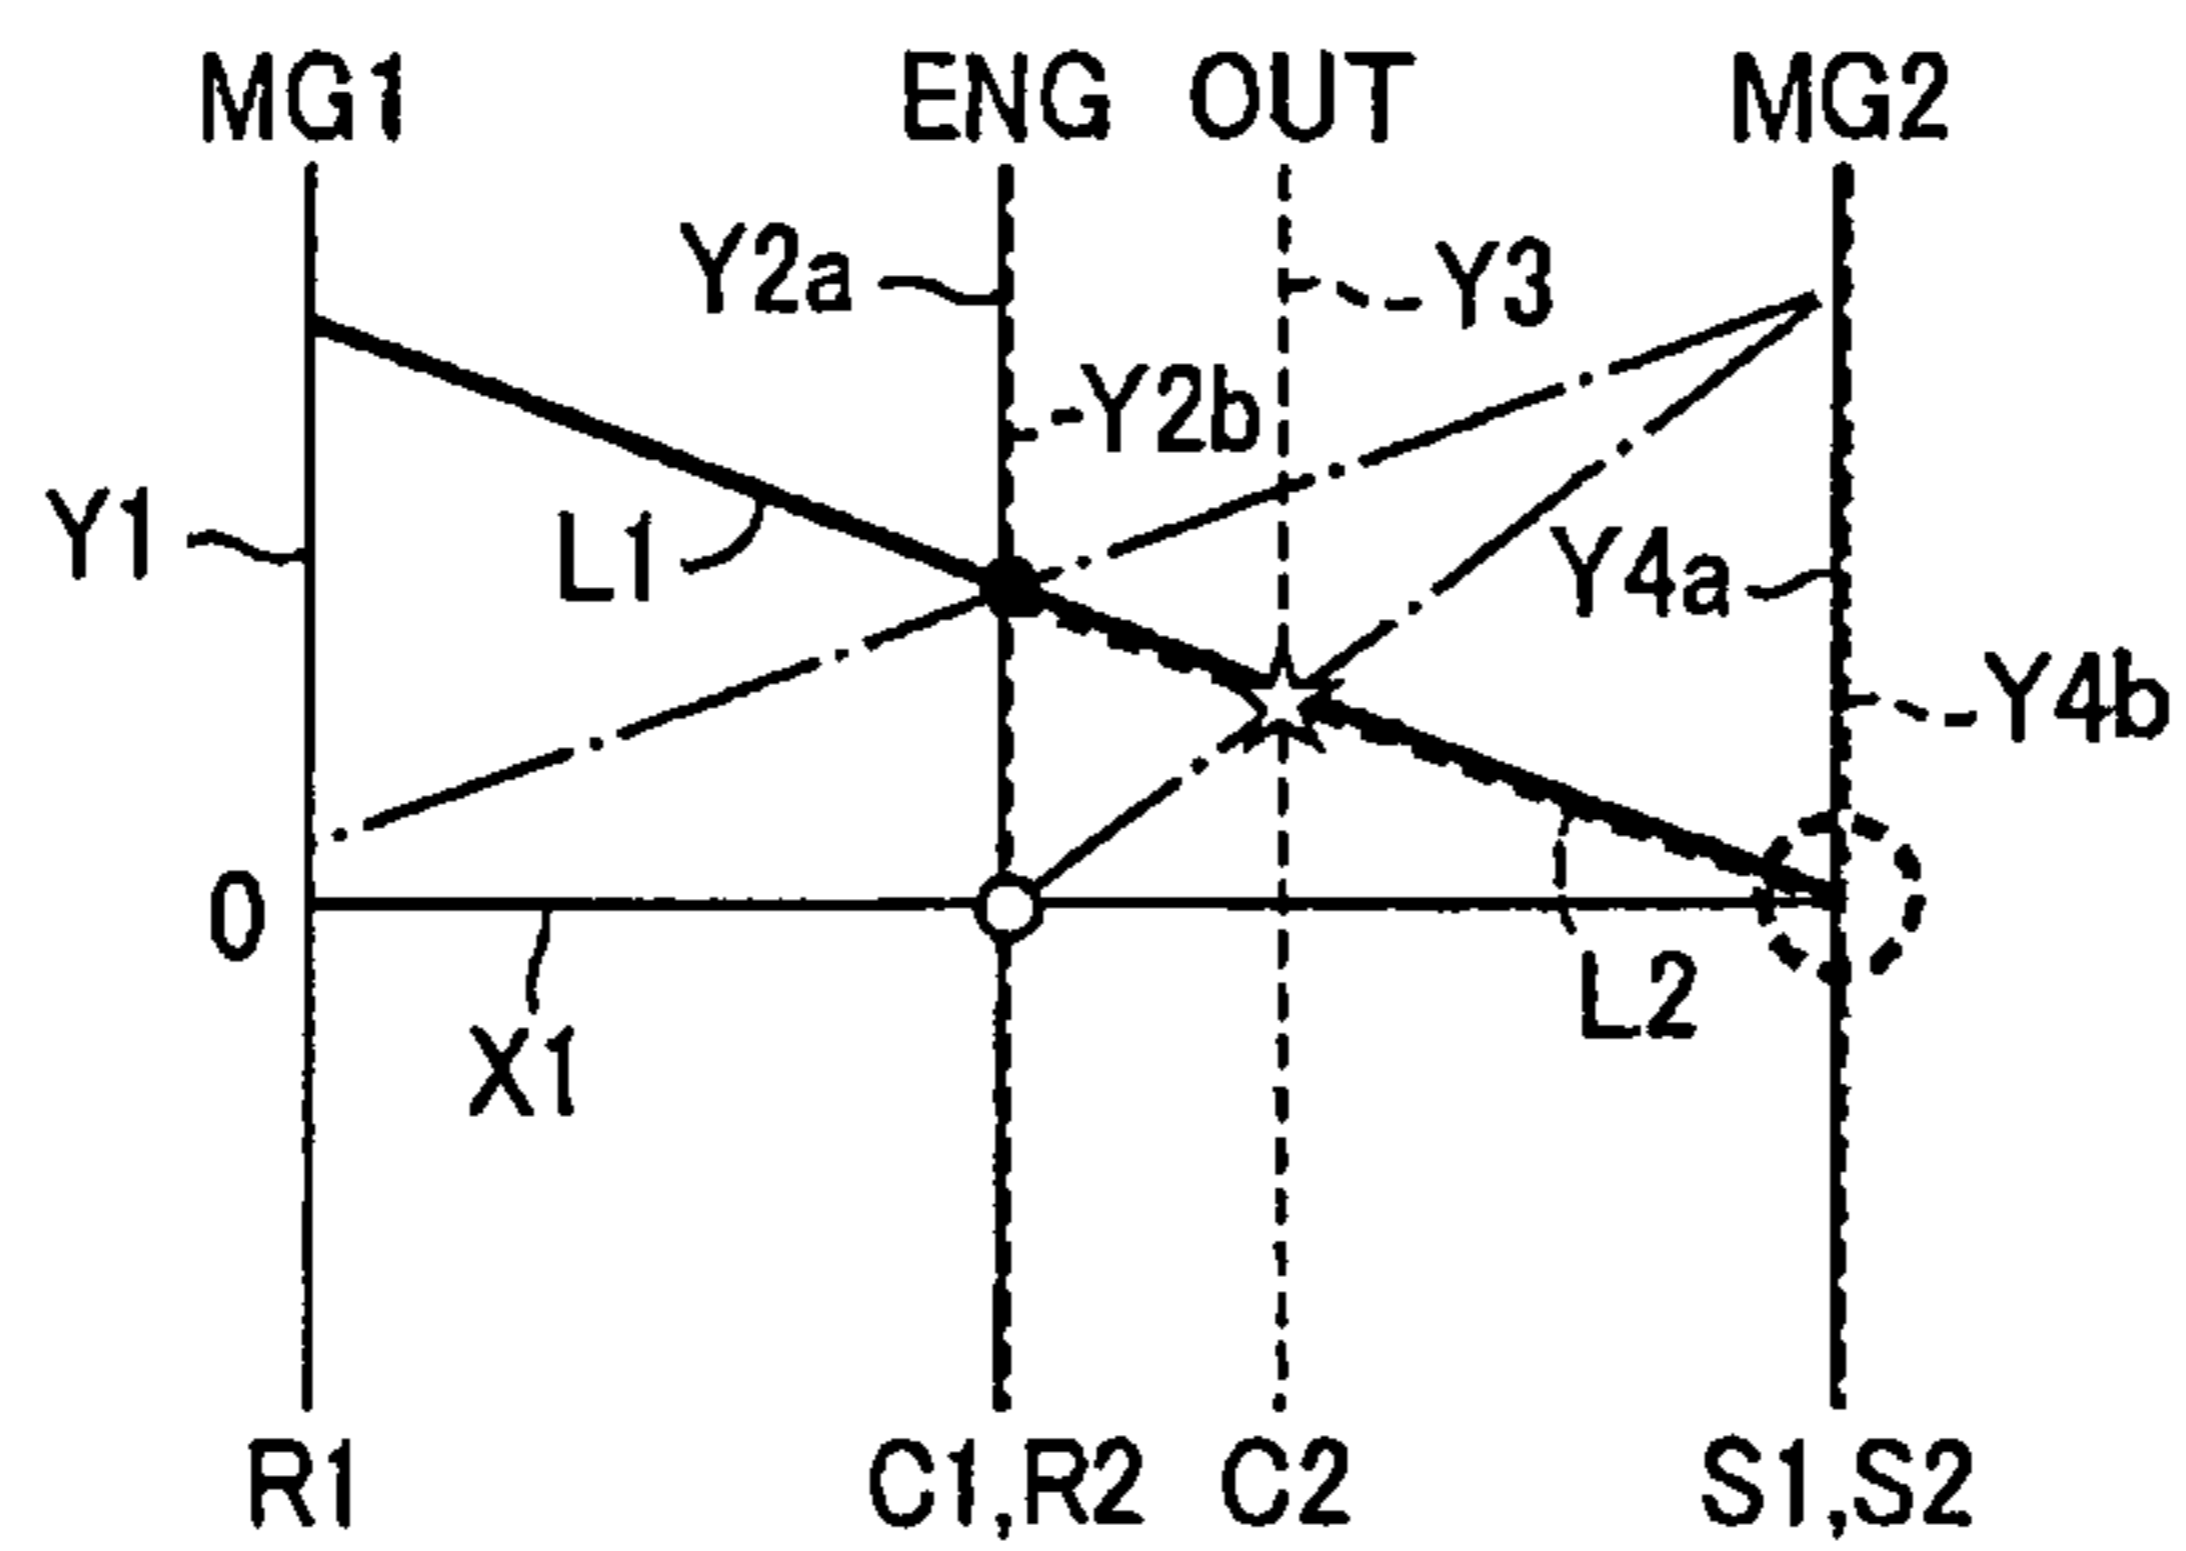 MG1 ENG OUT MG2
Y2a Y3
Y2b
Y1 L1 Y4a
Y4b
0
L2
X1
R1 C1,R2 C2 S1,S2